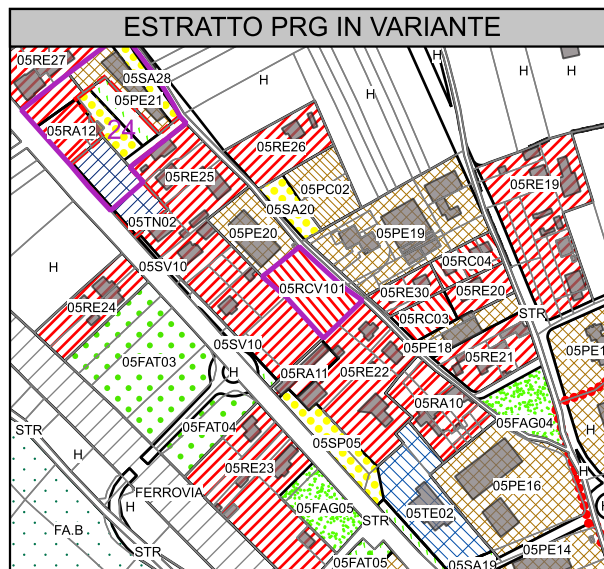 ESTRATTO PRG IN VARIANTE
05RE27
05SA28
05PE21
H
H
H
H
H
24
05RA12
05RE26
05RE25
05PC02
05RE19
05SA20
05TN02
05PE20
05PE19
05SV10
H
05RC04
05RCV101
05RE30
05RE20
05RE24
05RC03
STR
05SV10
05PE18
05FAT03
05RE21
05PE1
05RA11
H
05RE22
05RA10
05FAT04
05FAG04
STR
05SP05
H
H
05RE23
H
05PE16
FERROVIA
H
05FAG05
05TE02
STR
FA.B
STR
05PE14
05FAT05
05SA19